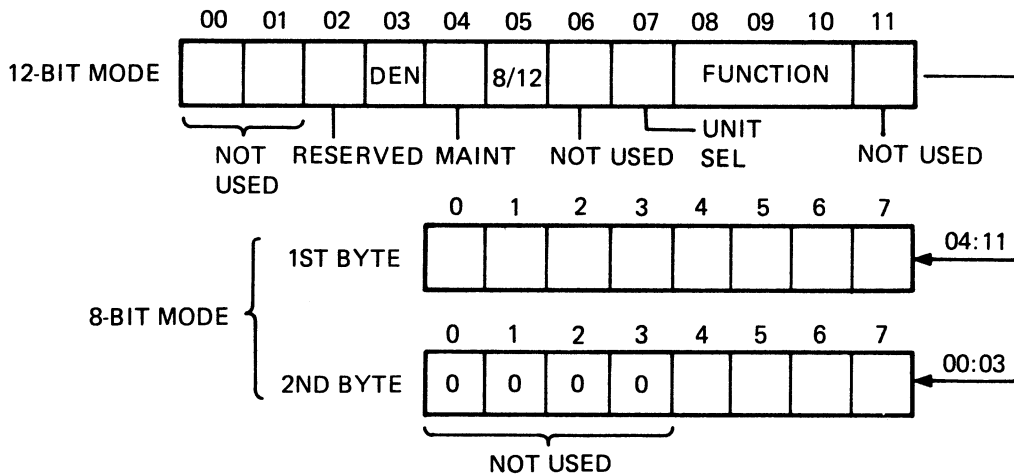 00 01 02 03 04 05 06 07 08 09 10 11
12-BIT MODE DEN 8/12 FUNCTION
NOT USED RESERVED MAINT NOT USED UNIT SEL NOT USED
0 1 2 3 4 5 6 7
1ST BYTE 04:11
8-BIT MODE
0 1 2 3 4 5 6 7
2ND BYTE 0 0 0 0 00:03
NOT USED